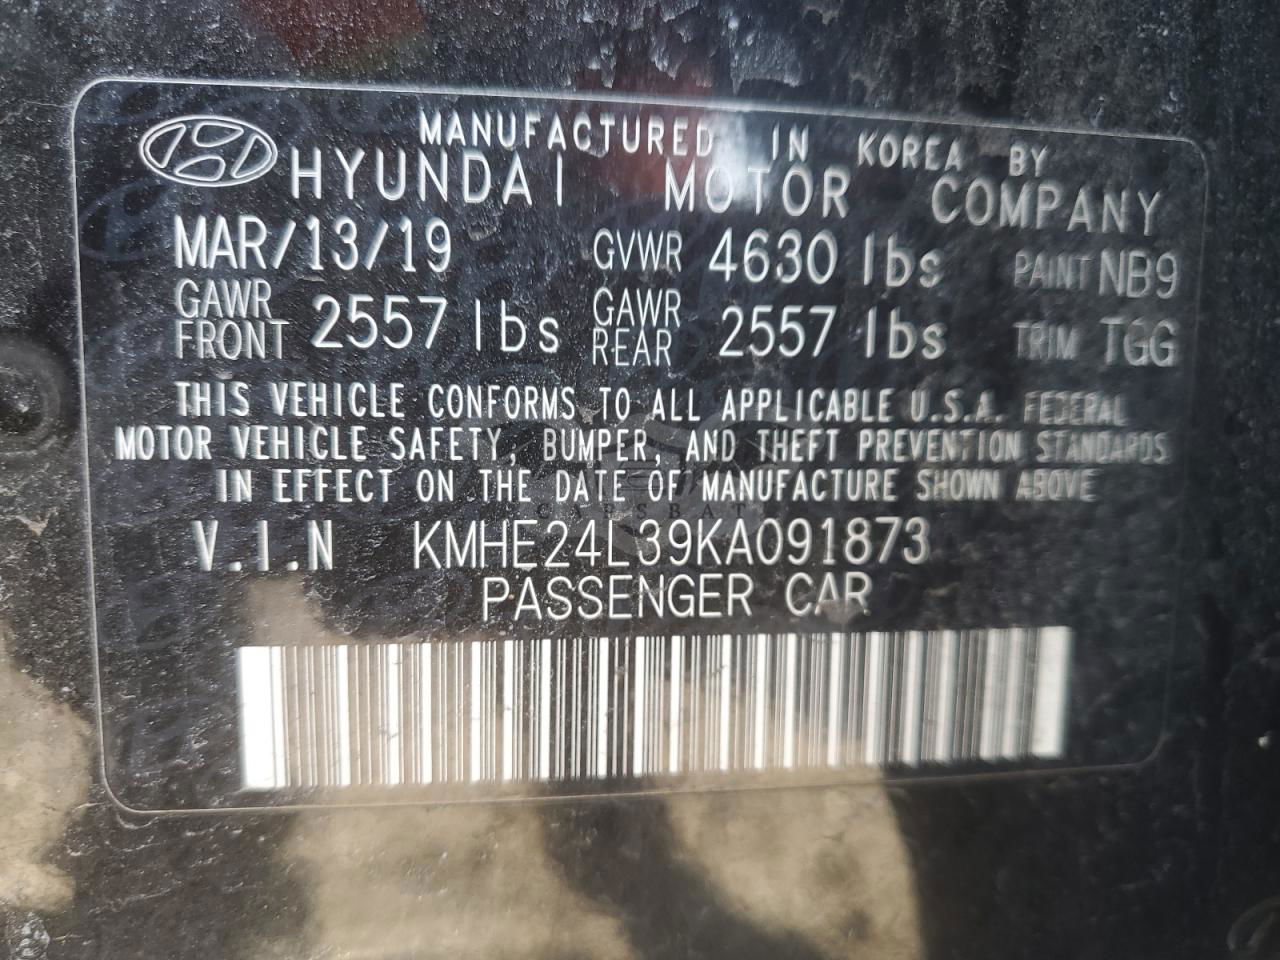 MANUFACTURED IN KOREA BY
HYUNDAI MOTOR COMPANY
MAR/13/19 GVWR 4630 lbs PAINT NB9
GAWR FRONT 2557 lbs GAWR REAR 2557 lbs TRIM TGG
THIS VEHICLE CONFORMS TO ALL APPLICABLE U.S.A. FEDERAL
MOTOR VEHICLE SAFETY, BUMPER, AND THEFT PREVENTION STANDARDS
IN EFFECT ON THE DATE OF MANUFACTURE SHOWN ABOVE
V.I.N KMHE24L39KA091873
PASSENGER CAR